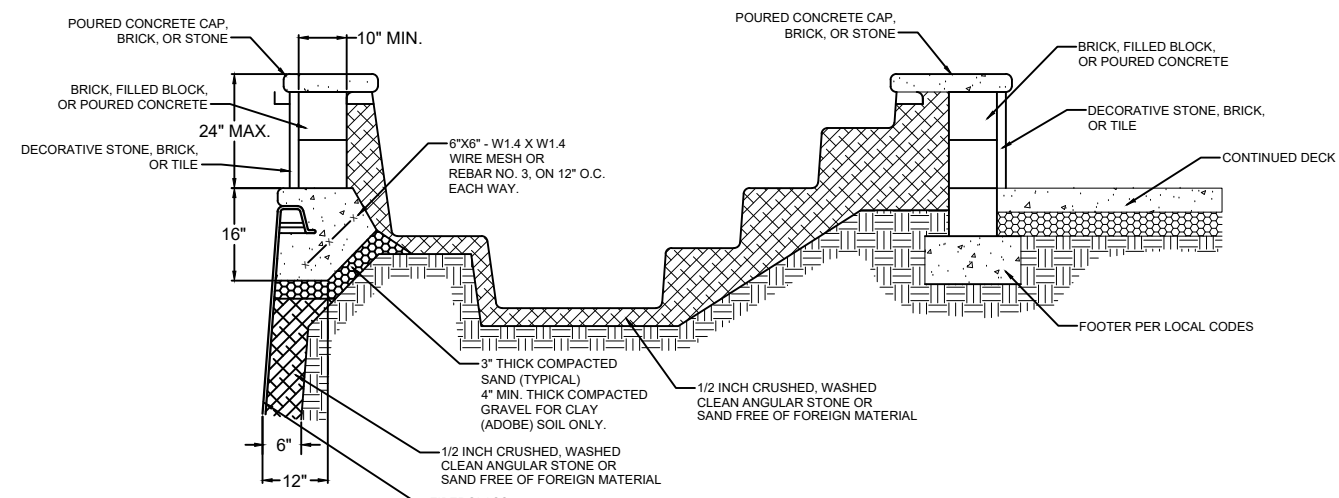 POURED CONCRETE CAP,
BRICK, OR STONE
10" MIN.
BRICK, FILLED BLOCK,
OR POURED CONCRETE
24" MAX.
DECORATIVE STONE, BRICK,
OR TILE
6"X6" - W1.4 X W1.4
WIRE MESH OR
REBAR NO. 3, ON 12" O.C.
EACH WAY.
16"
3" THICK COMPACTED
SAND (TYPICAL)
4" MIN. THICK COMPACTED
GRAVEL FOR CLAY
(ADOBE) SOIL ONLY.
6"
12"
1/2 INCH CRUSHED, WASHED
CLEAN ANGULAR STONE OR
SAND FREE OF FOREIGN MATERIAL
POURED CONCRETE CAP,
BRICK, OR STONE
BRICK, FILLED BLOCK,
OR POURED CONCRETE
DECORATIVE STONE, BRICK,
OR TILE
CONTINUED DECK
FOOTER PER LOCAL CODES
1/2 INCH CRUSHED, WASHED
CLEAN ANGULAR STONE OR
SAND FREE OF FOREIGN MATERIAL